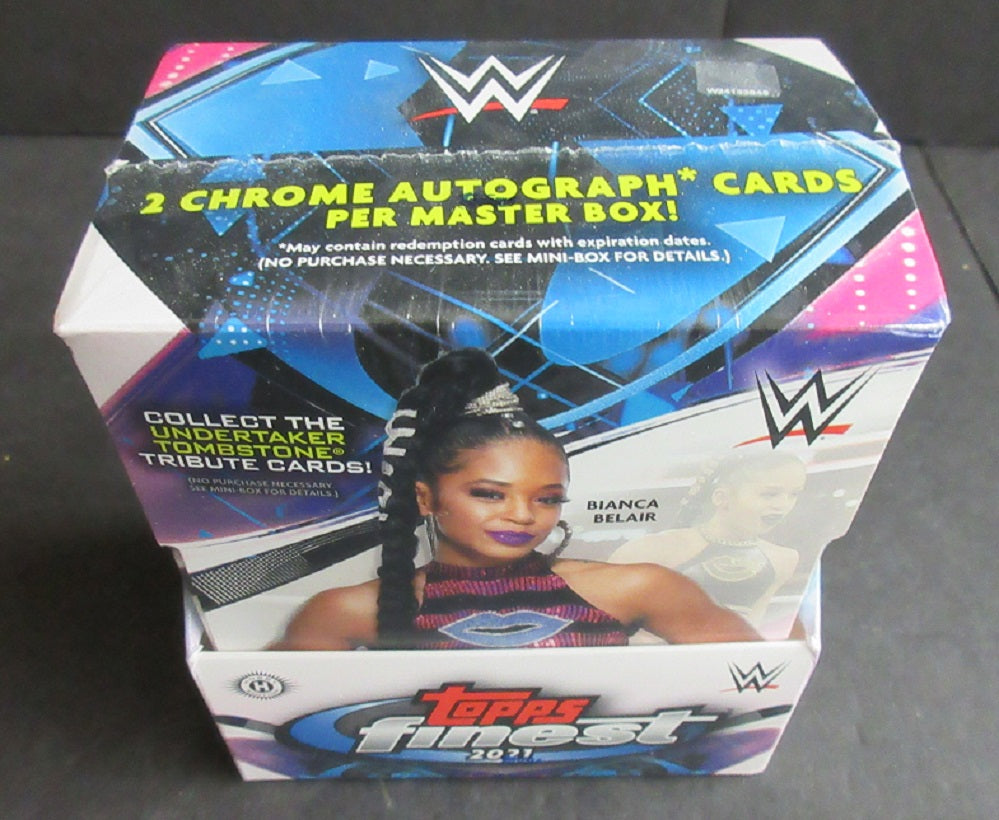 W
2 CHROME AUTOGRAPH* CARDS
PER MASTER BOX!
*May contain redemption cards with expiration dates.
(NO PURCHASE NECESSARY. SEE MINI-BOX FOR DETAILS.)
W
COLLECT THE
UNDERTAKER
TOMBSTONE®
TRIBUTE CARDS!
(NO PURCHASE NECESSARY.
SEE MINI-BOX FOR DETAILS.)
BIANCA
BELAIR
H
W
TOPPS
finest
2021